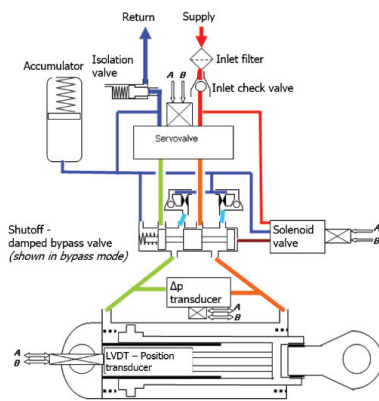 Return
Supply
Isolation
valve
Inlet filter
Accumulator
A
B
Inlet check valve
Servovalve
Shutoff -
damped bypass valve
(shown in bypass mode)
Solenoid
valve
A
B
Δp
transducer
A
B
A
B
LVDT – Position
transducer